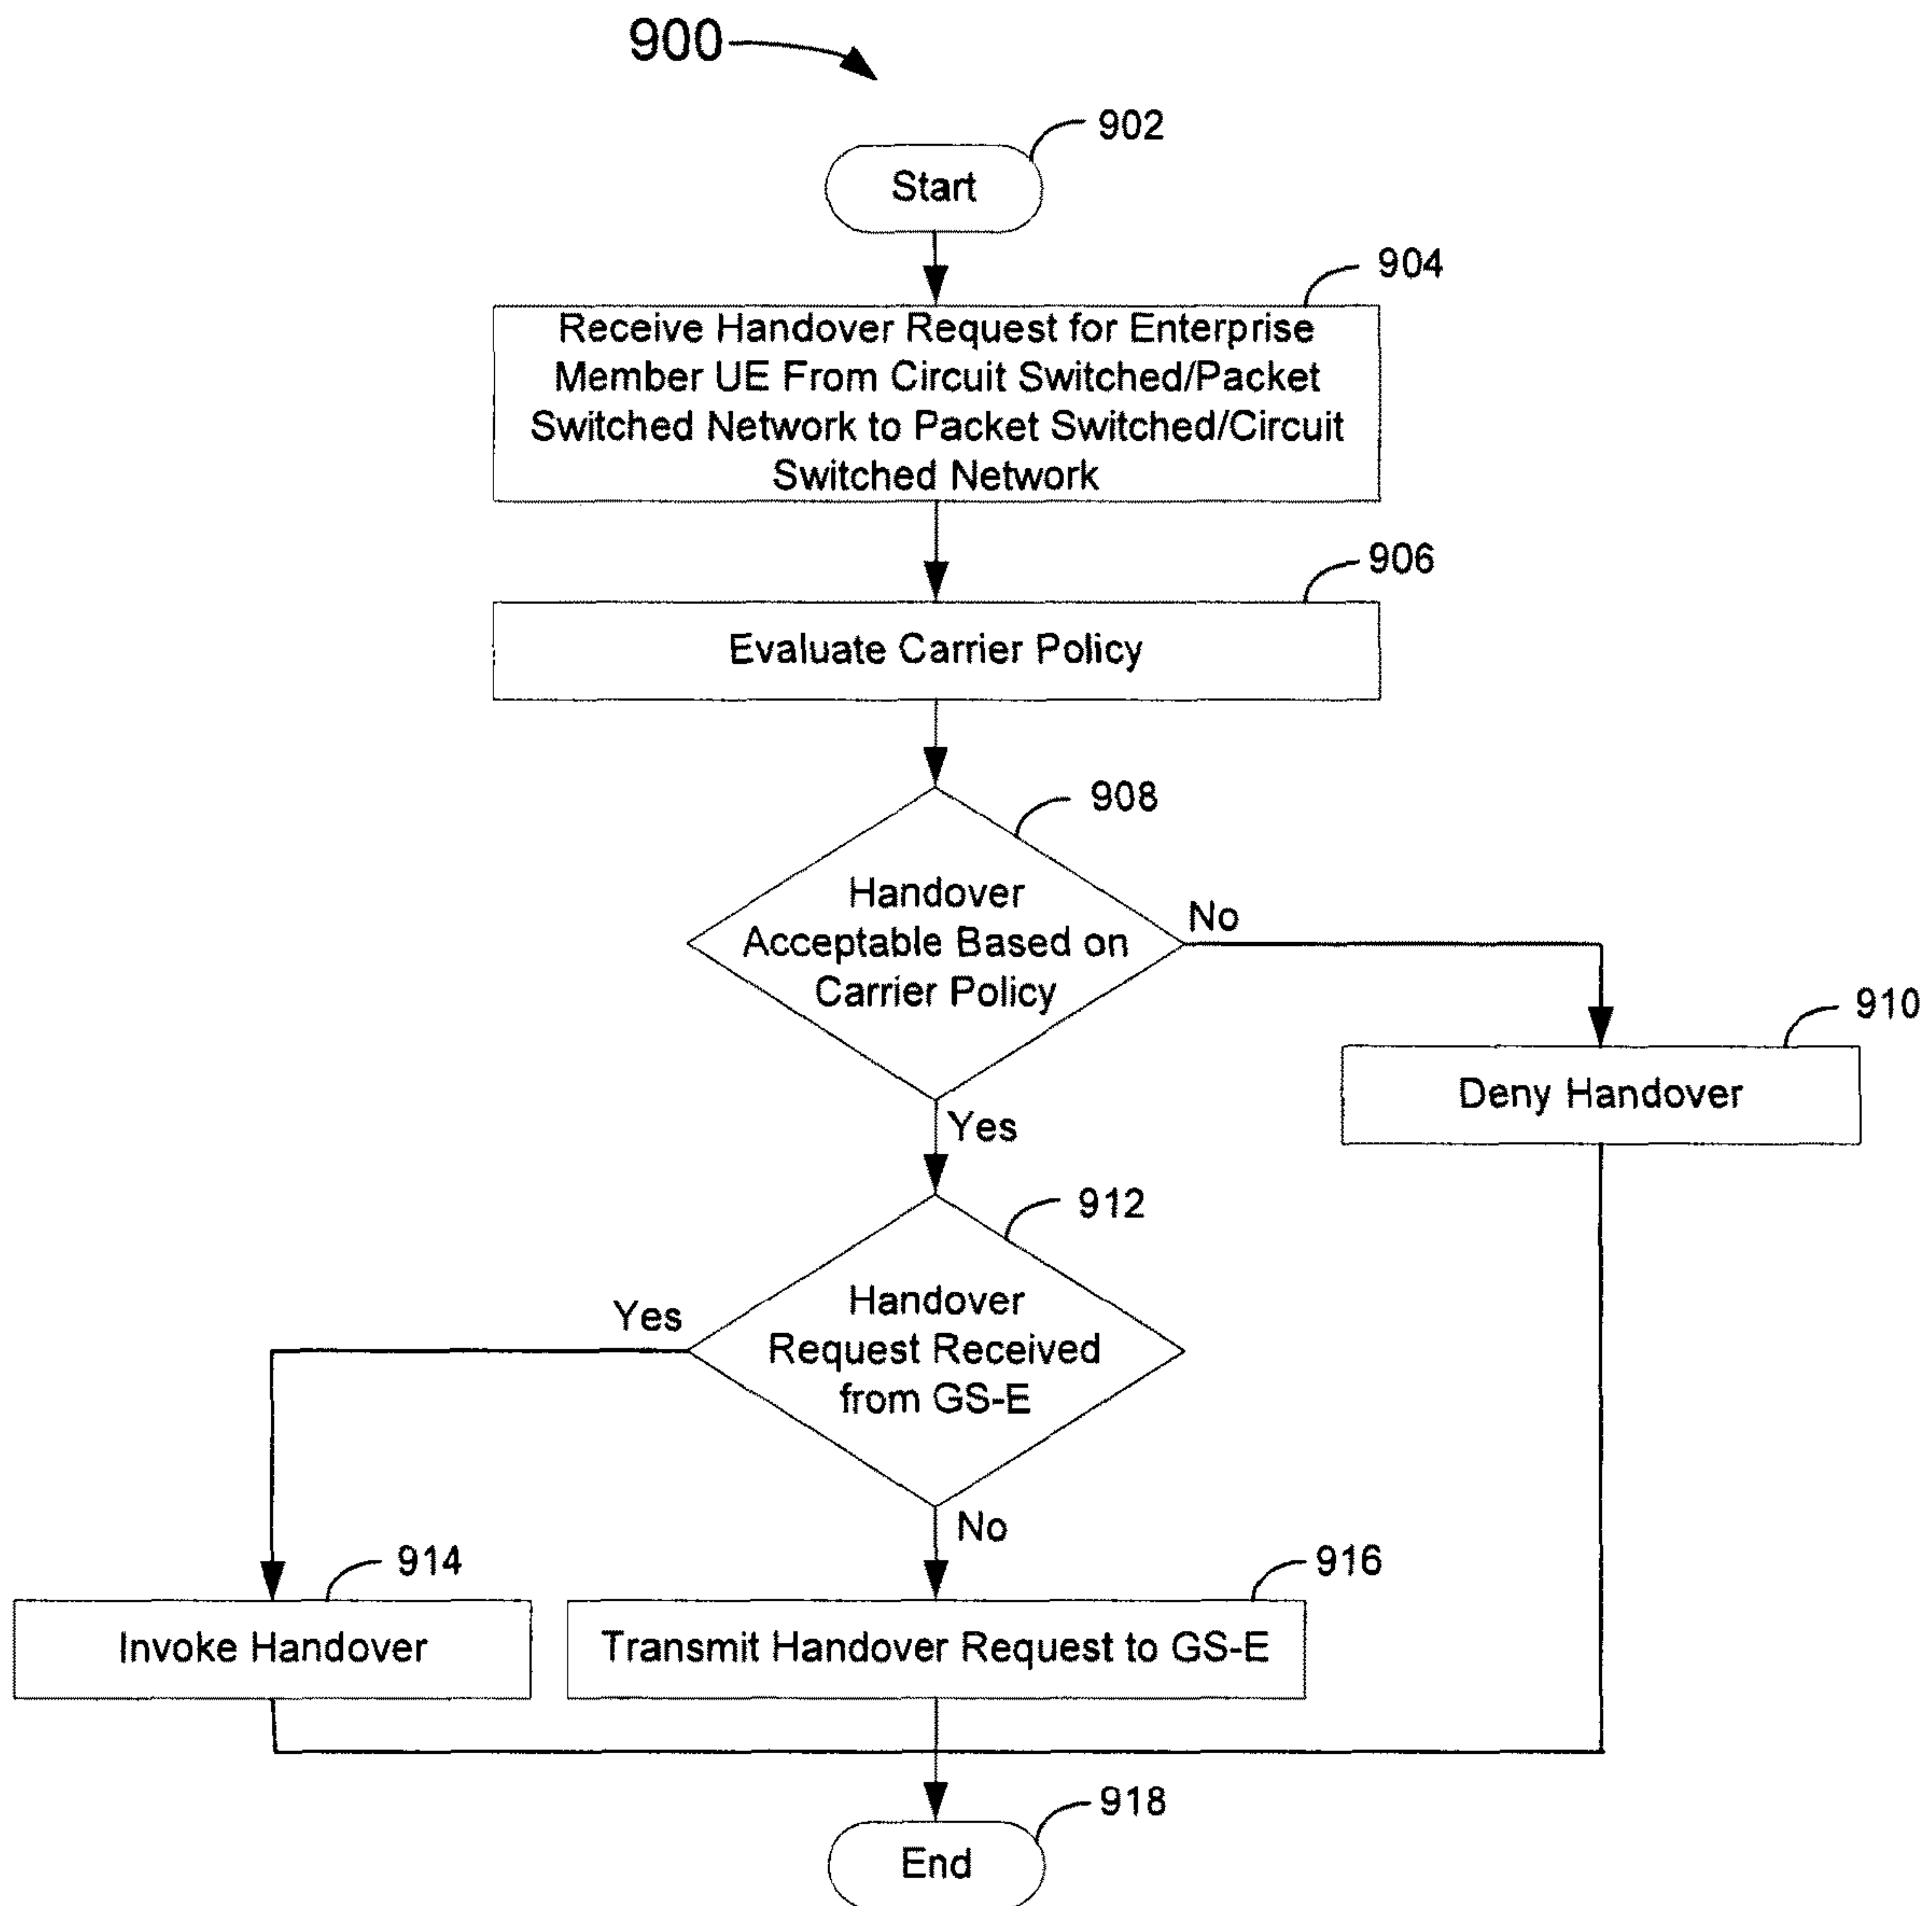 900
902
Start
904
Receive Handover Request for Enterprise
Member UE From Circuit Switched/Packet
Switched Network to Packet Switched/Circuit
Switched Network
906
Evaluate Carrier Policy
908
Handover
Acceptable Based on
Carrier Policy
No
910
Deny Handover
Yes
912
Handover
Request Received
from GS-E
Yes
No
914
Invoke Handover
916
Transmit Handover Request to GS-E
918
End